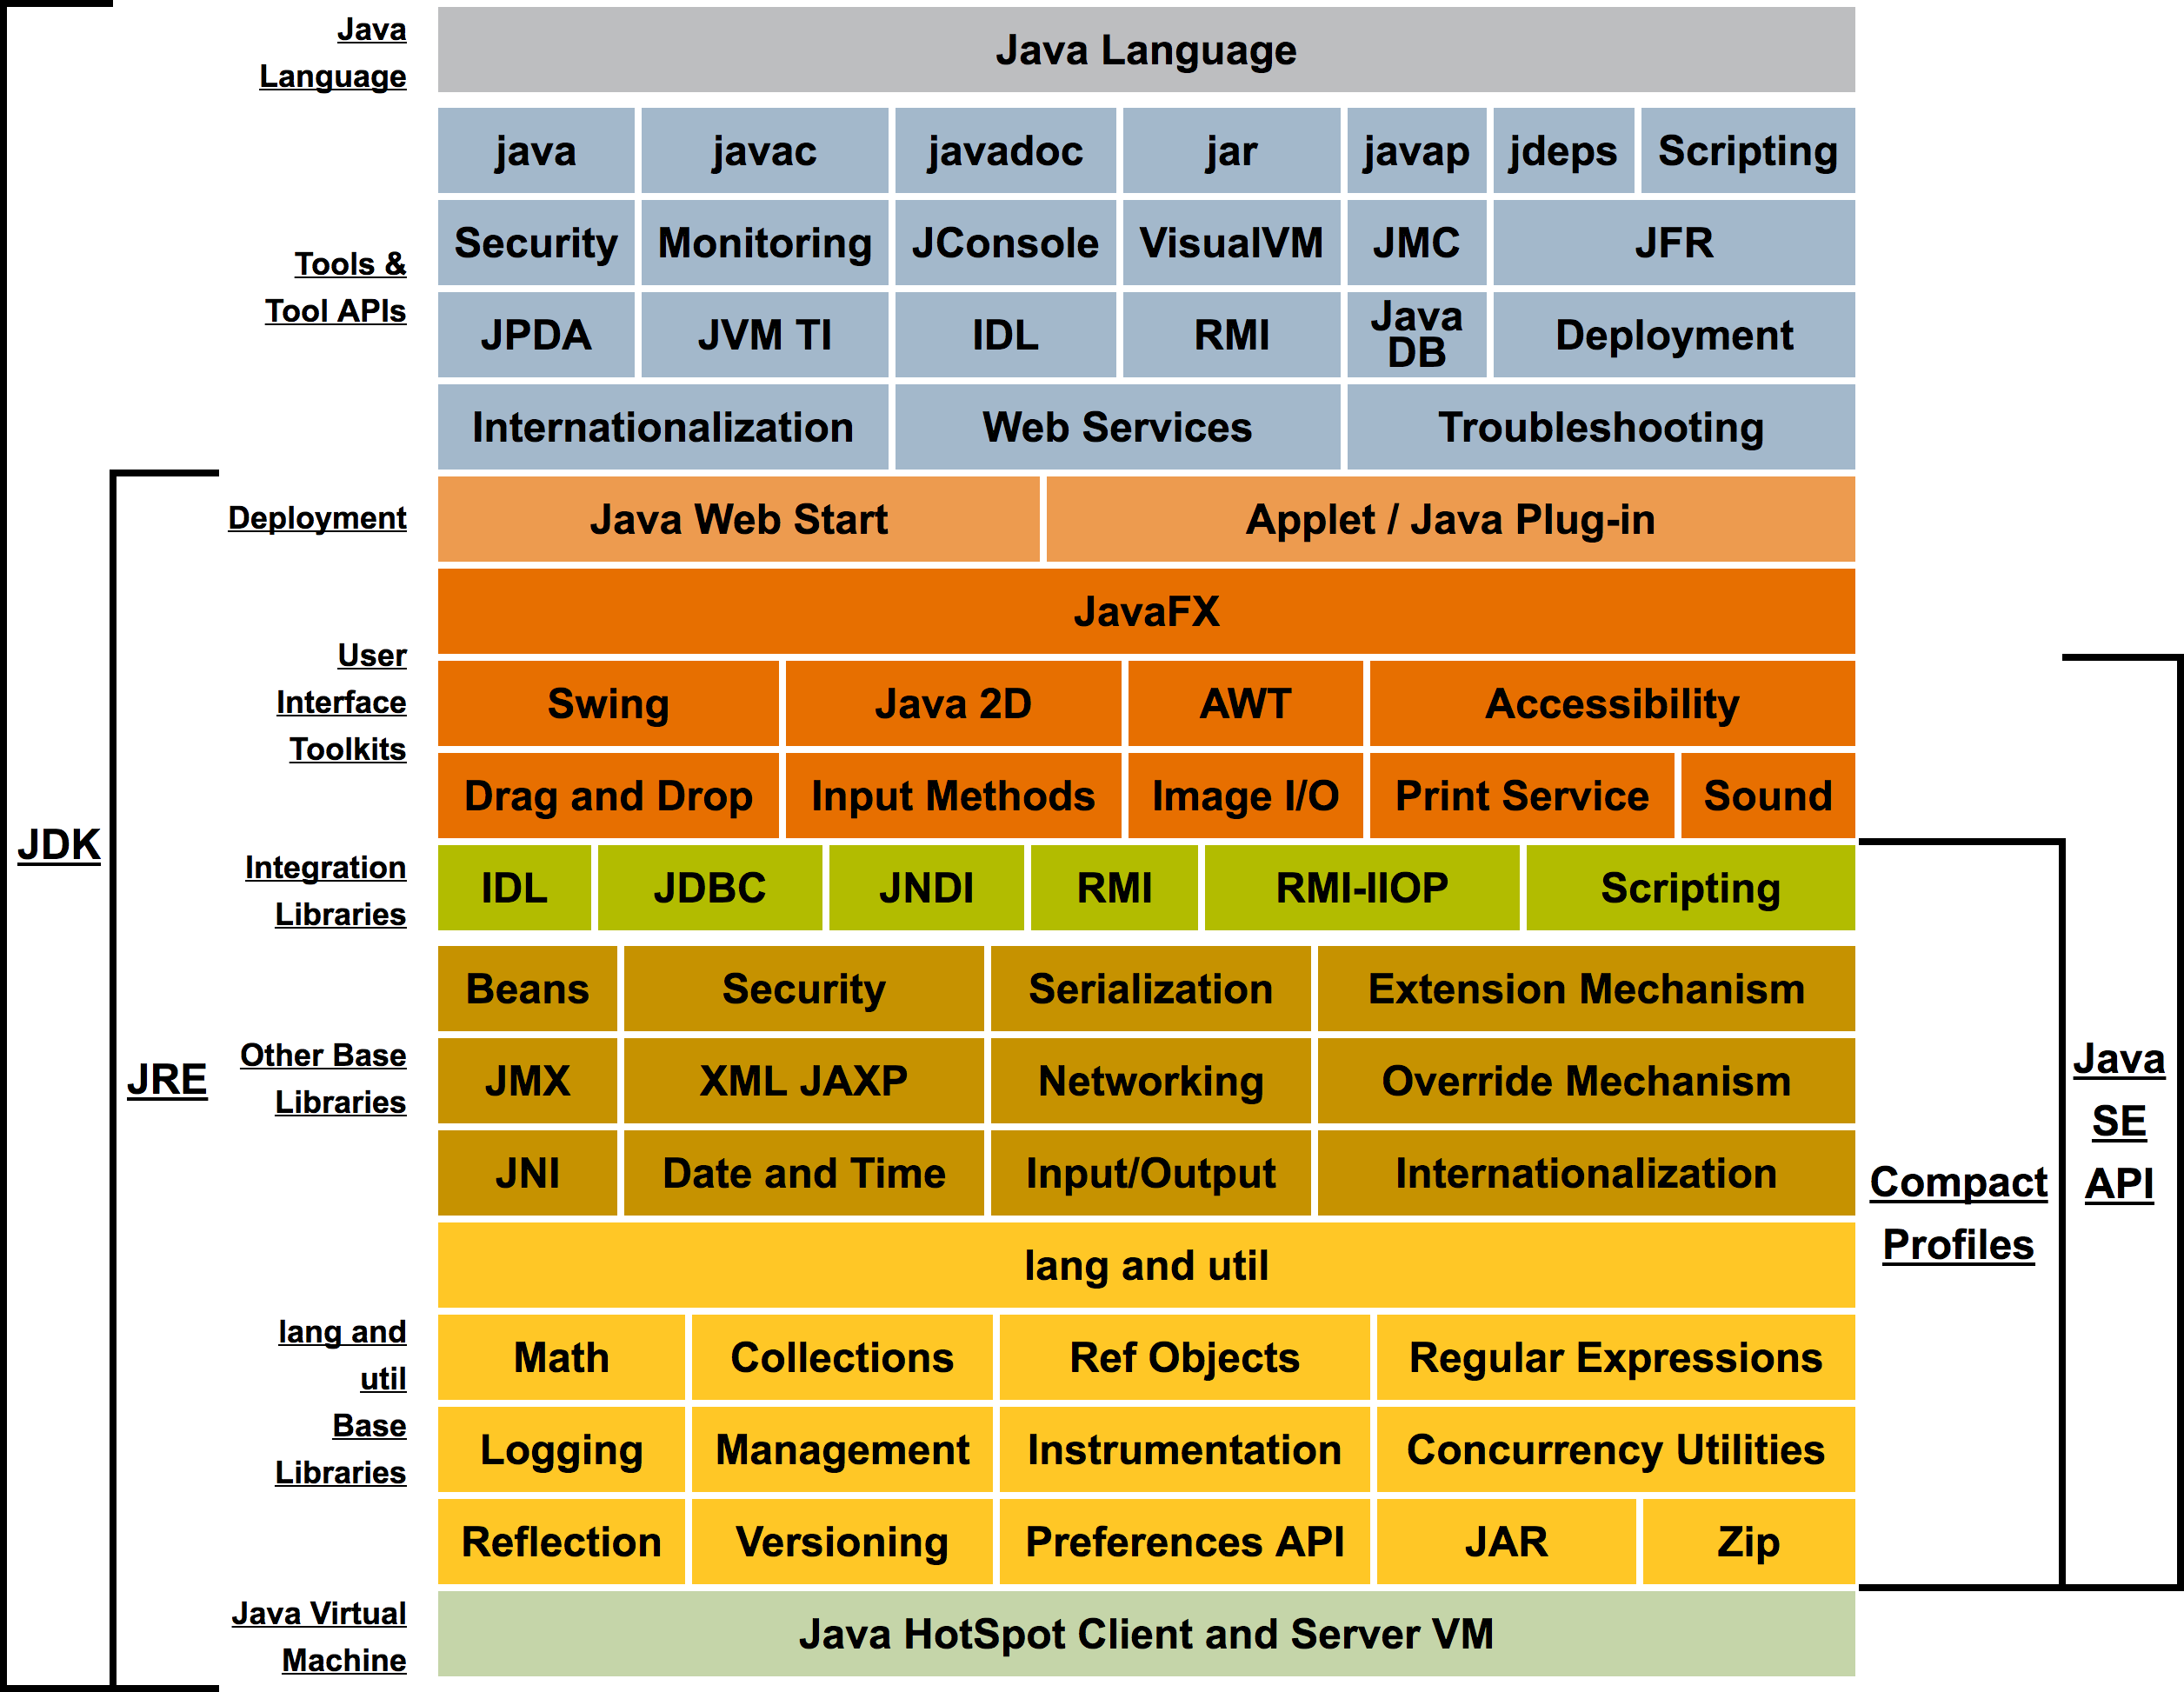 Java
Language
Java Language
Tools &
Tool APIs
java javac javadoc jar javap jdeps Scripting
Security Monitoring JConsole VisualVM JMC JFR
JPDA JVM TI IDL RMI Java DB Deployment
Internationalization Web Services Troubleshooting
Deployment
Java Web Start Applet / Java Plug-in
User
Interface
Toolkits
JavaFX
Swing Java 2D AWT Accessibility
Drag and Drop Input Methods Image I/O Print Service Sound
JDK
Integration
Libraries
IDL JDBC JNDI RMI RMI-IIOP Scripting
JRE
Other Base
Libraries
Beans Security Serialization Extension Mechanism
JMX XML JAXP Networking Override Mechanism
JNI Date and Time Input/Output Internationalization
Java
SE
API
Compact
Profiles
lang and
util
Base
Libraries
lang and util
Math Collections Ref Objects Regular Expressions
Logging Management Instrumentation Concurrency Utilities
Reflection Versioning Preferences API JAR Zip
Java Virtual
Machine
Java HotSpot Client and Server VM